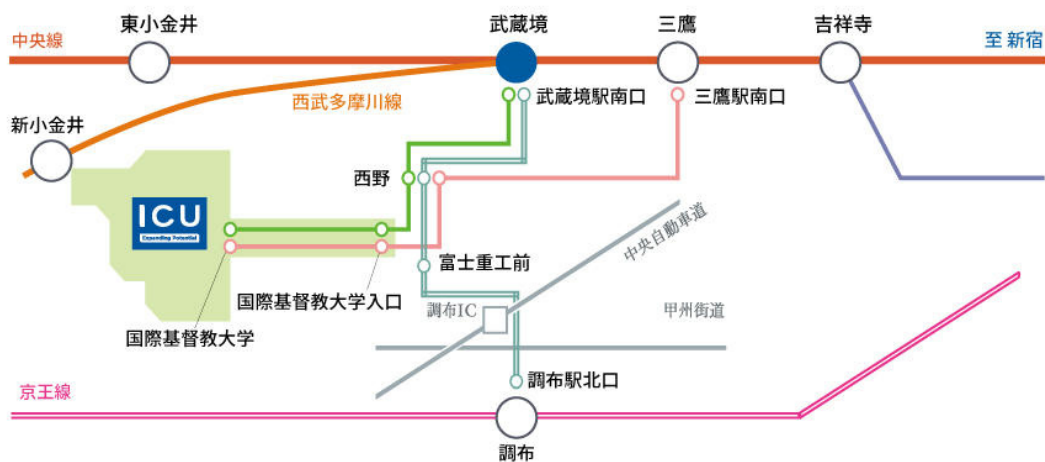 東小金井
武蔵境
三鷹
吉祥寺
中央線
至 新宿
西武多摩川線
武蔵境駅南口
三鷹駅南口
新小金井
西野
ICU
Expanding Potential
中央自動車道
富士重工前
国際基督教大学入口
調布IC
甲州街道
国際基督教大学
調布駅北口
京王線
調布